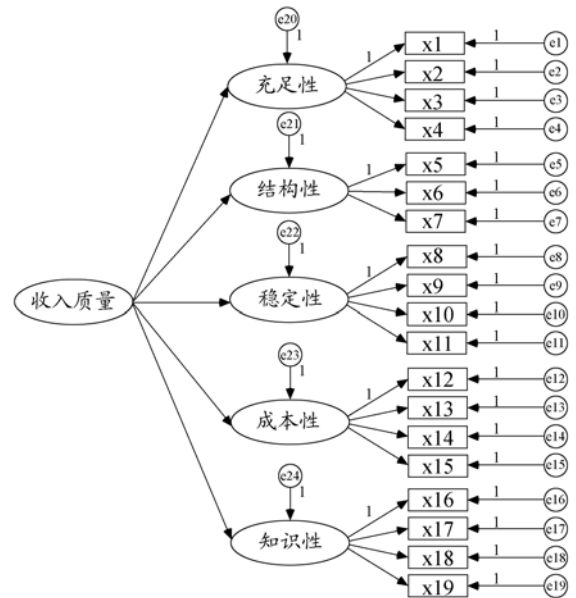 e20
1
充足性
1
x1
1
e1
x2
1
e2
x3
1
e3
x4
1
e4
e21
1
结构性
1
x5
1
e5
x6
1
e6
x7
1
e7
e22
1
稳定性
1
x8
1
e8
x9
1
e9
x10
1
e10
x11
1
e11
收入质量
e23
1
成本性
1
x12
1
e12
x13
1
e13
x14
1
e14
x15
1
e15
e24
1
知识性
1
x16
1
e16
x17
1
e17
x18
1
e18
x19
1
e19